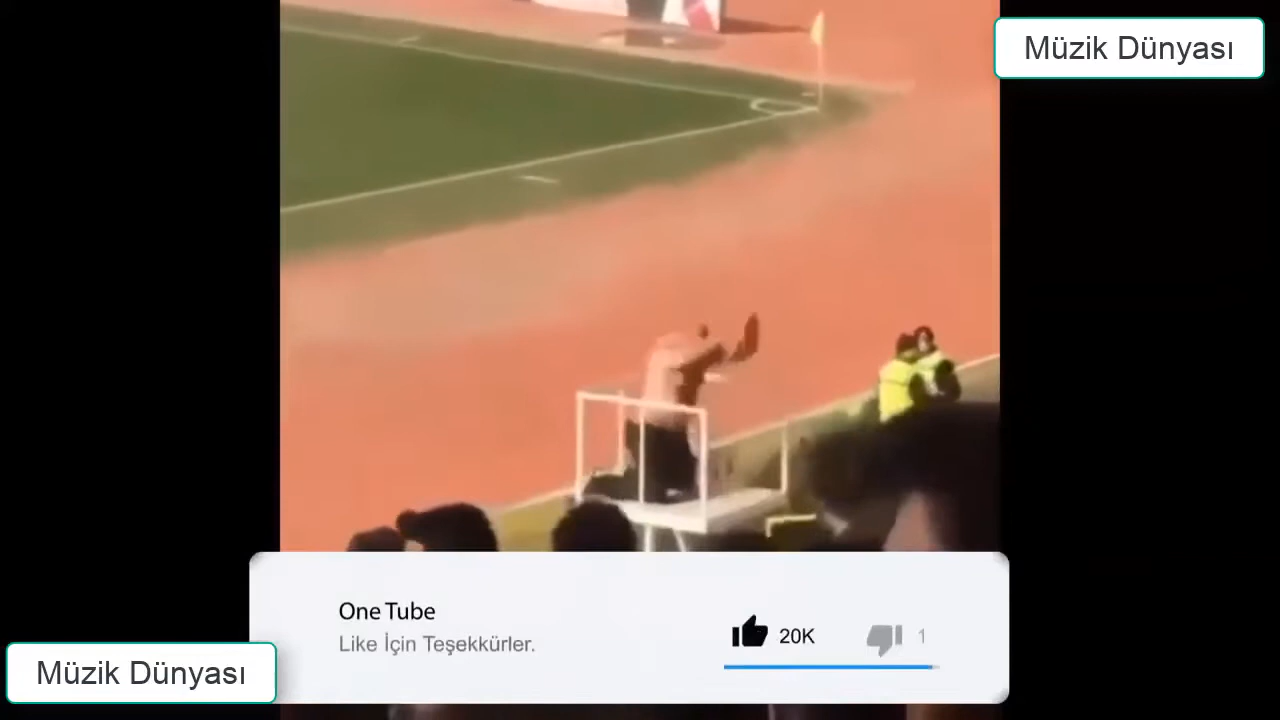 Müzik Dünyası
One Tube
Like İçin Teşekkürler.
20K
1
Müzik Dünyası